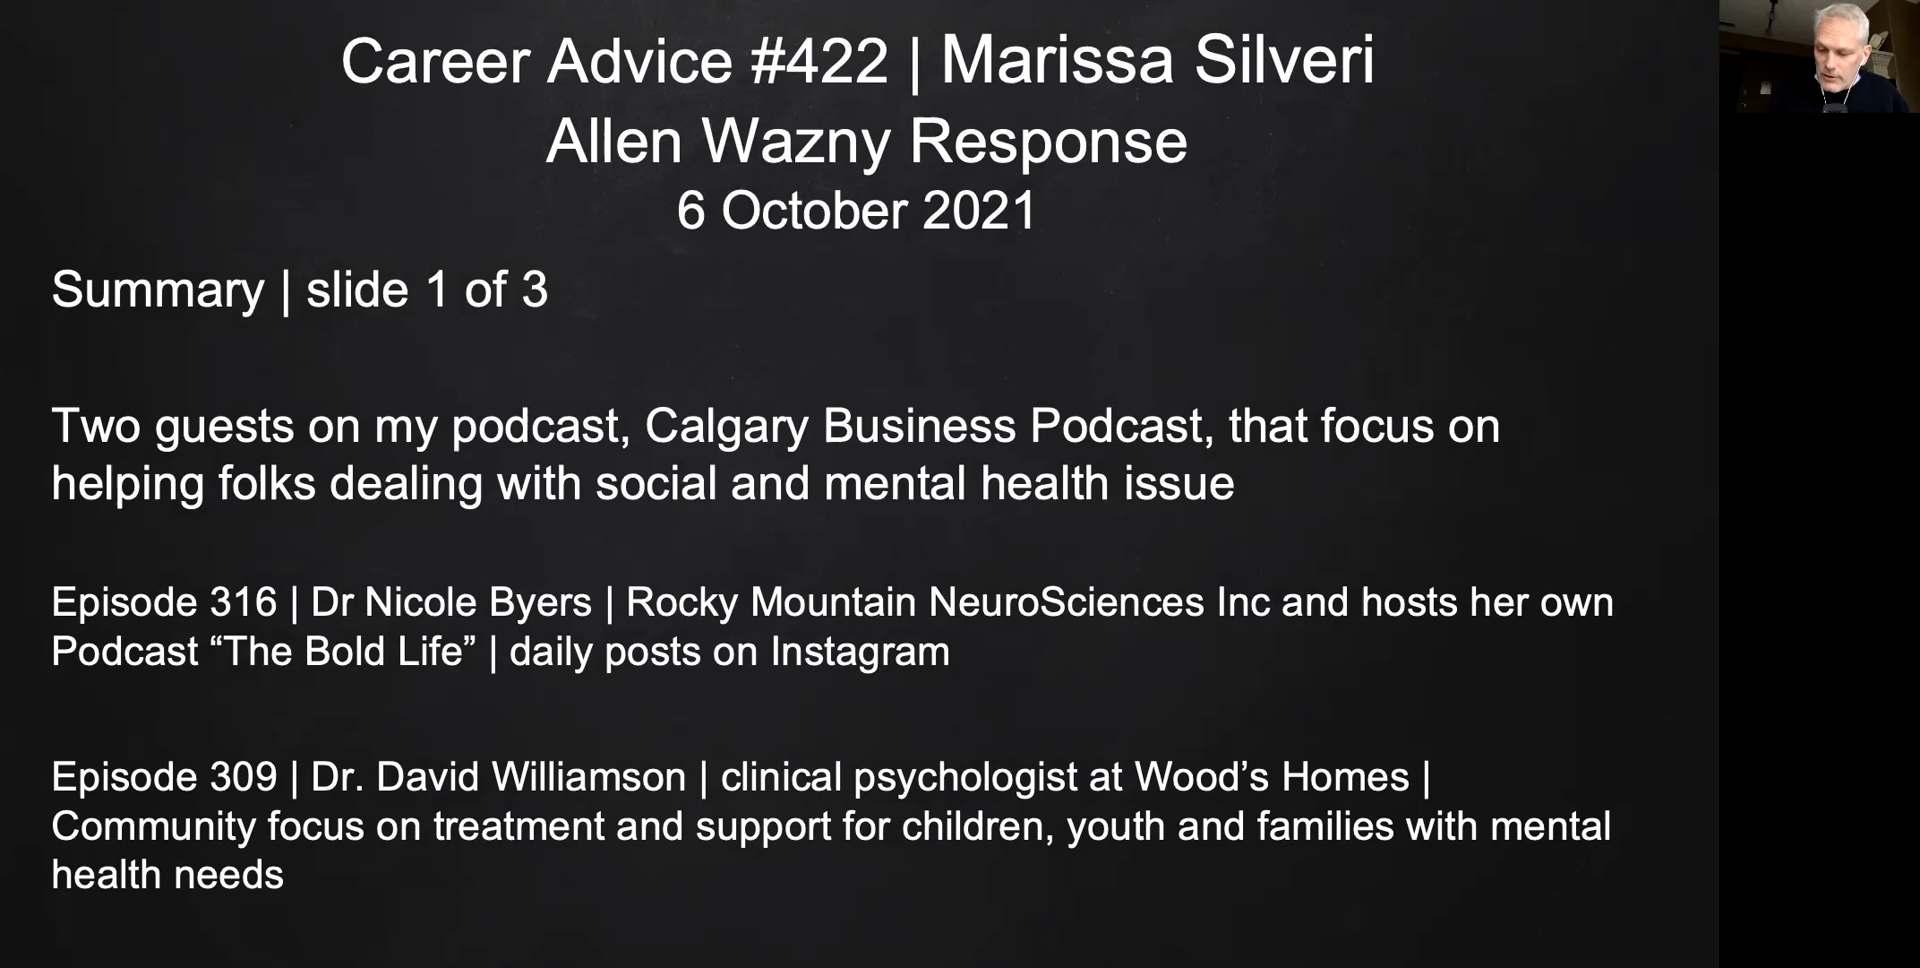 Career Advice #422 | Marissa Silveri
Allen Wazny Response
6 October 2021
Summary | slide 1 of 3
Two guests on my podcast, Calgary Business Podcast, that focus on
helping folks dealing with social and mental health issue
Episode 316 | Dr Nicole Byers | Rocky Mountain NeuroSciences Inc and hosts her own
Podcast “The Bold Life” | daily posts on Instagram
Episode 309 | Dr. David Williamson | clinical psychologist at Wood’s Homes |
Community focus on treatment and support for children, youth and families with mental
health needs